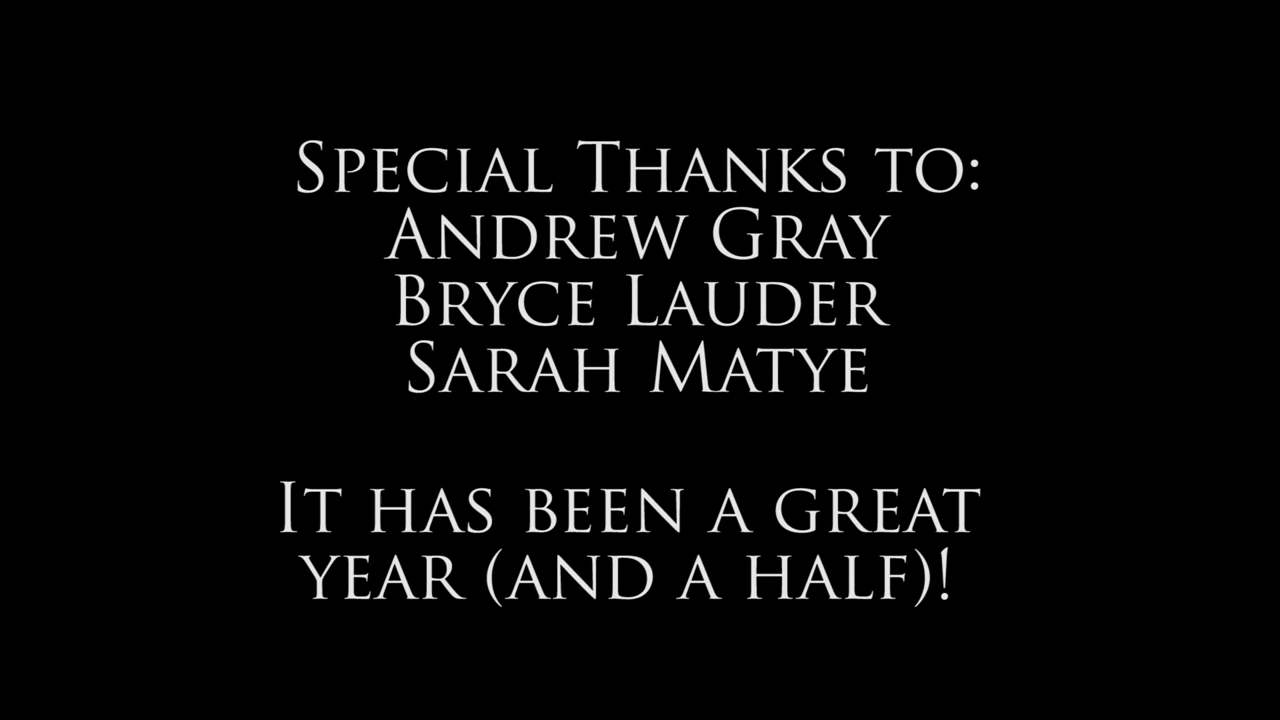 Special Thanks to:
Andrew Gray
Bryce Lauder
Sarah Matye
It has been a great
year (and a half)!